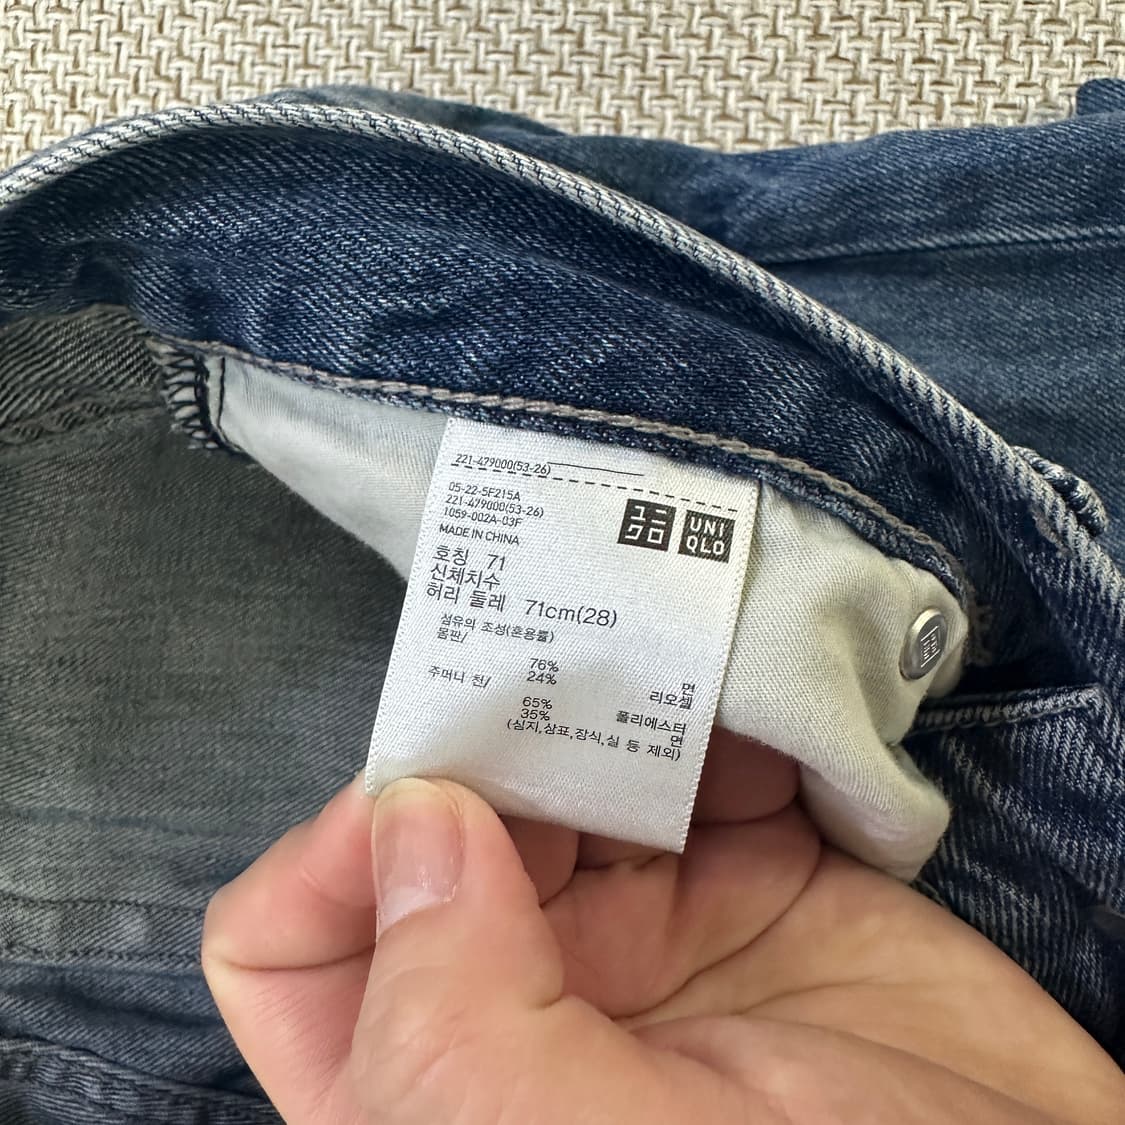 221-479000(53-26)
05-22-5F215A
221-479000(53-26)
1059-002A-03F
MADE IN CHINA
ユニ
クロ
UNI
QLO
호칭 71
신체치수
허리 둘레 71cm(28)
섬유의 조성(혼용률)
몸판/
76% 면
24% 리오셀
주머니 천/
65% 폴리에스터
35% 면
(심지,상표,장식,실 등 제외)